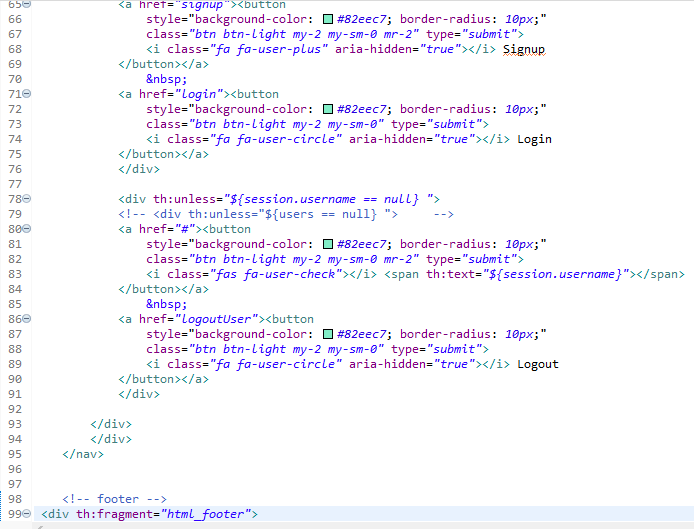 65 <a href="signup"><button
66 style="background-color: #82eec7; border-radius: 10px;"
67 class="btn btn-light my-2 my-sm-0 mr-2" type="submit">
68 <i class="fa fa-user-plus" aria-hidden="true"></i> Signup
69 </button></a>
70 &nbsp;
71 <a href="login"><button
72 style="background-color: #82eec7; border-radius: 10px;"
73 class="btn btn-light my-2 my-sm-0" type="submit">
74 <i class="fa fa-user-circle" aria-hidden="true"></i> Login
75 </button></a>
76 </div>
77
78 <div th:unless="${session.username == null} ">
79 <!-- <div th:unless="${users == null} "> -->
80 <a href="#"><button
81 style="background-color: #82eec7; border-radius: 10px;"
82 class="btn btn-light my-2 my-sm-0 mr-2" type="submit">
83 <i class="fas fa-user-check"></i> <span th:text="${session.username}"></span>
84 </button></a>
85 &nbsp;
86 <a href="logoutUser"><button
87 style="background-color: #82eec7; border-radius: 10px;"
88 class="btn btn-light my-2 my-sm-0" type="submit">
89 <i class="fa fa-user-circle" aria-hidden="true"></i> Logout
90 </button></a>
91 </div>
92
93 </div>
94 </div>
95 </nav>
96
97
98 <!-- footer -->
99 <div th:fragment="html_footer">